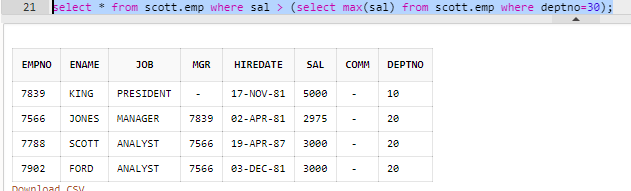 21 select * from scott.emp where sal > (select max(sal) from scott.emp where deptno=30);
EMPNO ENAME JOB MGR HIREDATE SAL COMM DEPTNO
7839 KING PRESIDENT - 17-NOV-81 5000 - 10
7566 JONES MANAGER 7839 02-APR-81 2975 - 20
7788 SCOTT ANALYST 7566 19-APR-87 3000 - 20
7902 FORD ANALYST 7566 03-DEC-81 3000 - 20
Download CSV